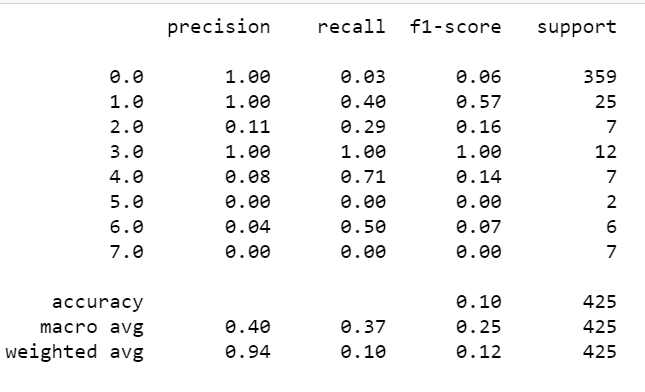 precision recall f1-score support
0.0 1.00 0.03 0.06 359
1.0 1.00 0.40 0.57 25
2.0 0.11 0.29 0.16 7
3.0 1.00 1.00 1.00 12
4.0 0.08 0.71 0.14 7
5.0 0.00 0.00 0.00 2
6.0 0.04 0.50 0.07 6
7.0 0.00 0.00 0.00 7
accuracy 0.10 425
macro avg 0.40 0.37 0.25 425
weighted avg 0.94 0.10 0.12 425